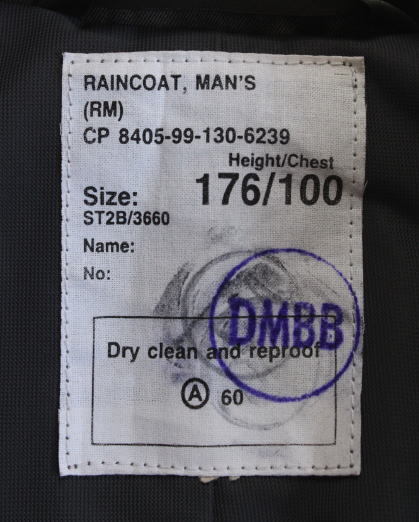 RAINCOAT, MAN'S
(RM)
CP 8405-99-130-6239
Height/Chest
Size: 176/100
ST2B/3660
Name:
No:
DMBB
Dry clean and reproof
A 60